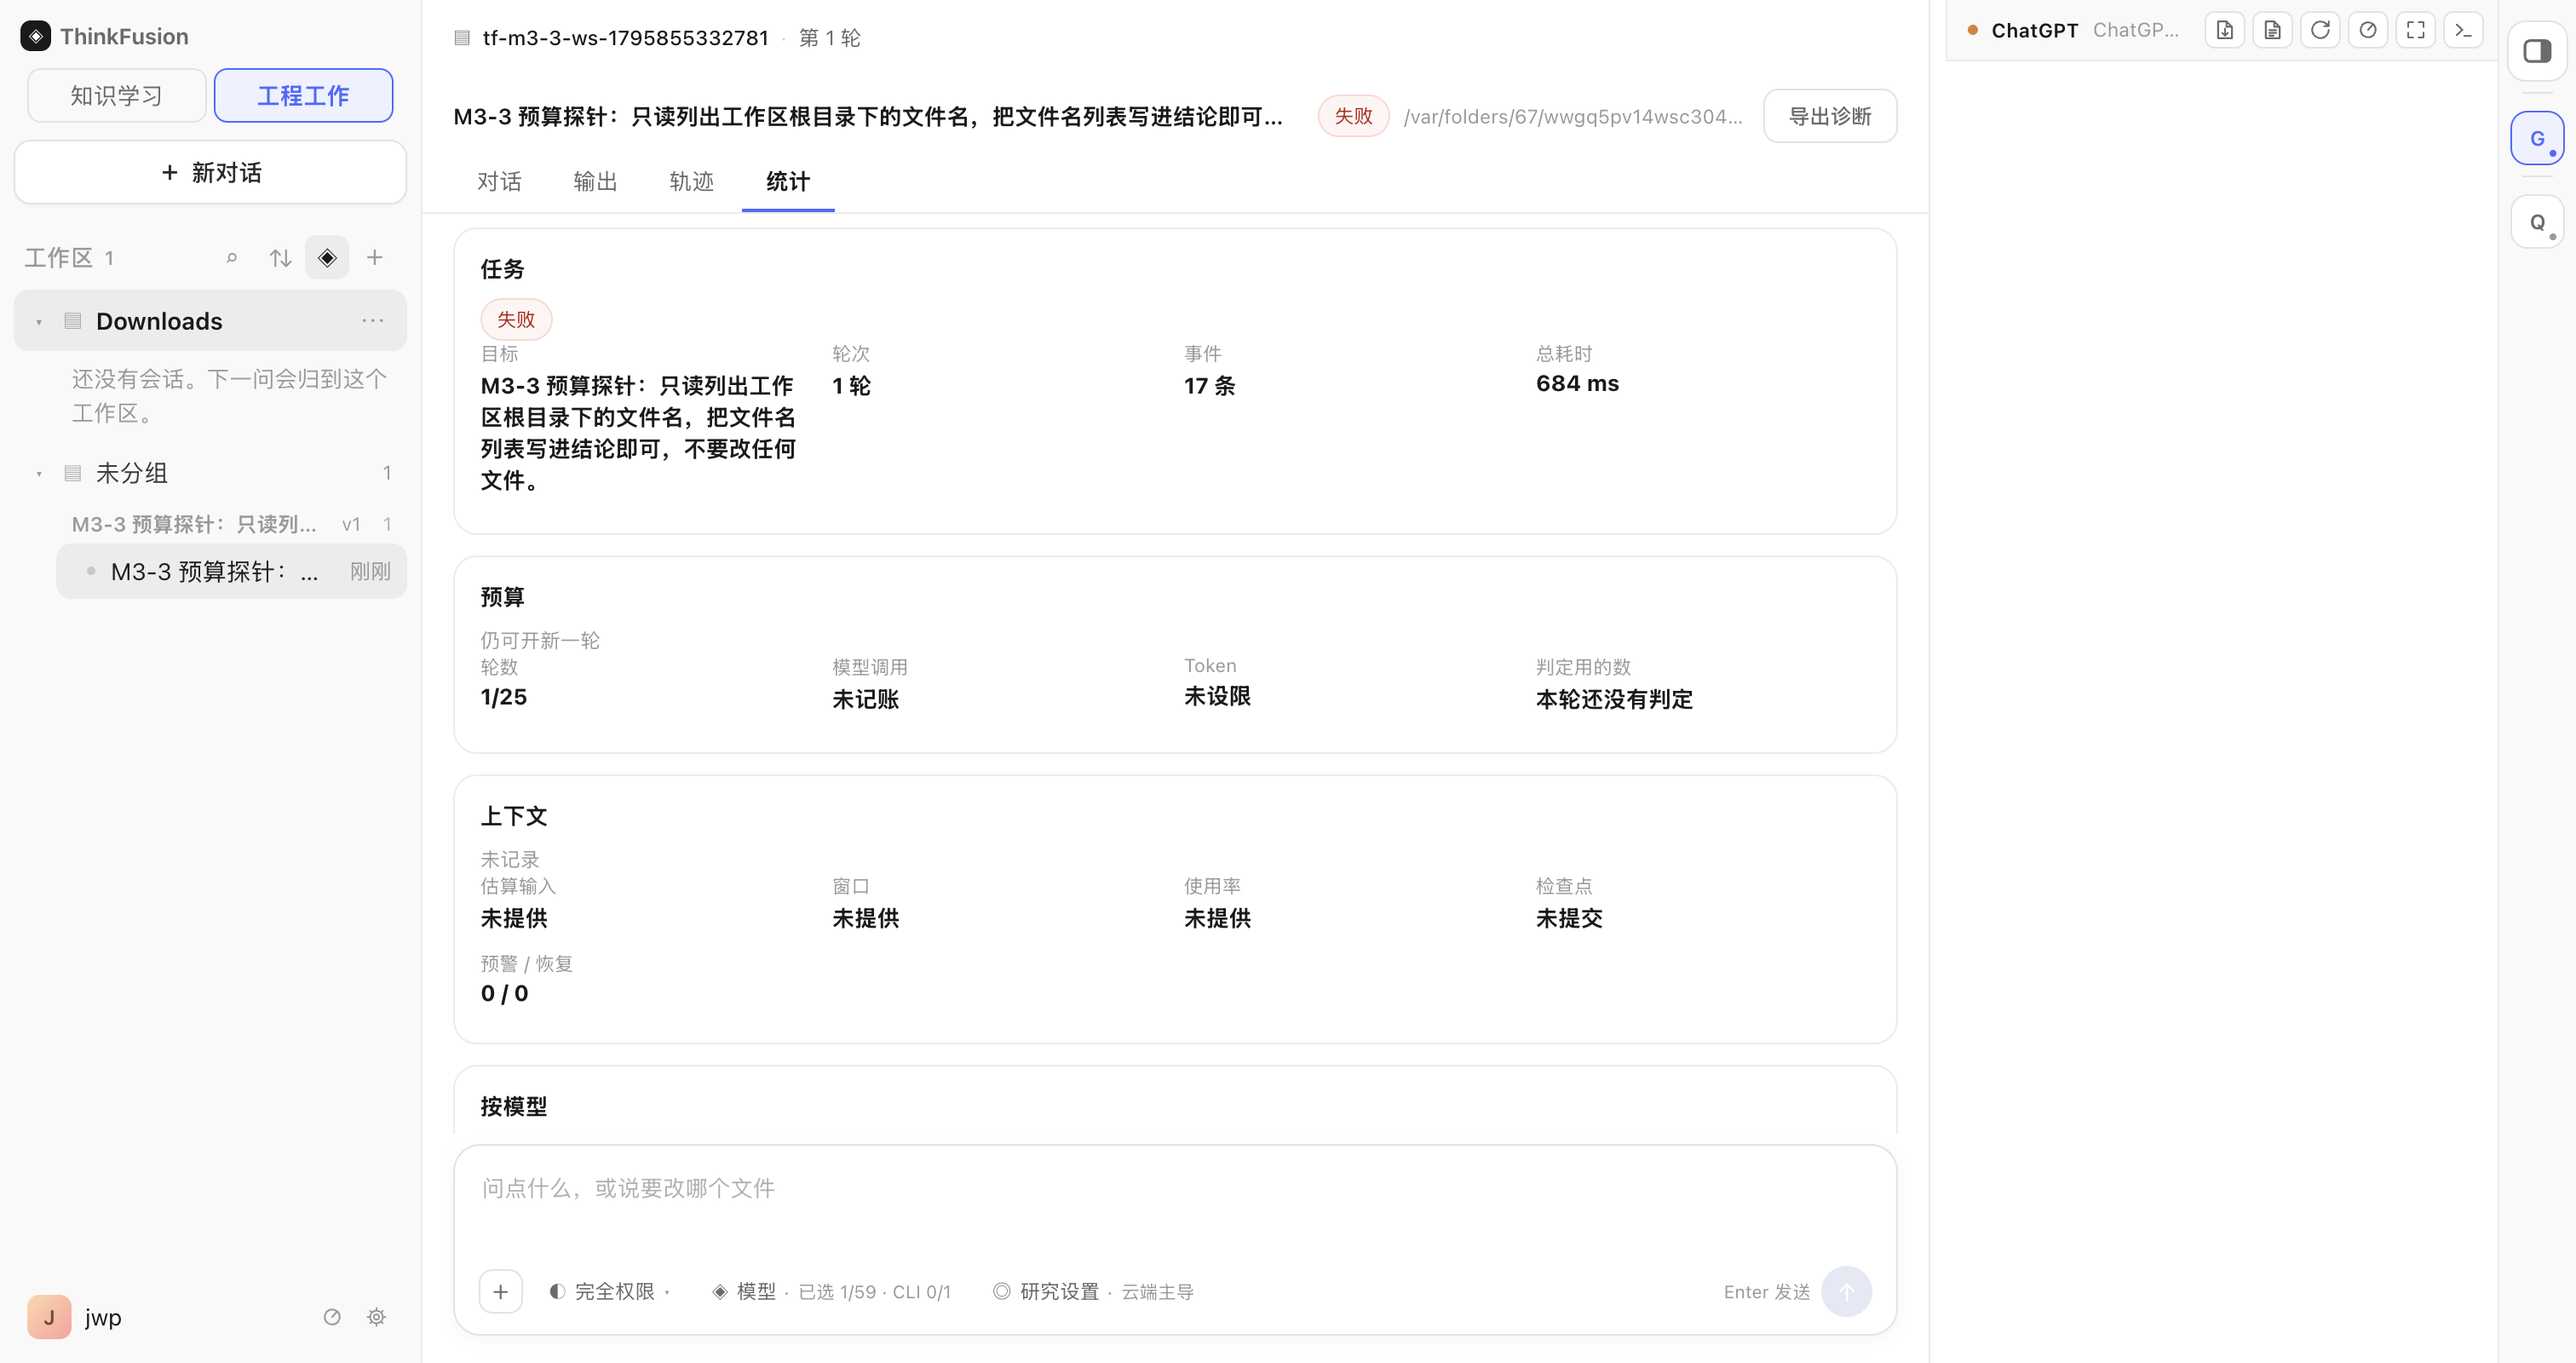 ThinkFusion
知识学习
工程工作
+ 新对话
工作区 1
Downloads
还没有会话。下一问会归到这个
工作区。
未分组 1
M3-3 预算探针：只读列... v1 1
M3-3 预算探针：... 刚刚
J jwp
tf-m3-3-ws-1795855332781 · 第 1 轮
M3-3 预算探针：只读列出工作区根目录下的文件名，把文件名列表写进结论即可... 失败 /var/folders/67/wwgq5pv14wsc304... 导出诊断
对话 输出 轨迹 统计
任务
失败
目标 轮次 事件 总耗时
M3-3 预算探针：只读列出工作
区根目录下的文件名，把文件名
列表写进结论即可，不要改任何
文件。
1 轮 17 条 684 ms
预算
仍可开新一轮
轮数 模型调用 Token 判定用的数
1/25 未记账 未设限 本轮还没有判定
上下文
未记录
估算输入 窗口 使用率 检查点
未提供 未提供 未提供 未提交
预警 / 恢复
0 / 0
按模型
问点什么，或说要改哪个文件
+ 完全权限 · 模型 · 已选 1/59 · CLI 0/1 研究设置 · 云端主导 Enter 发送
ChatGPT ChatGP...
G
Q